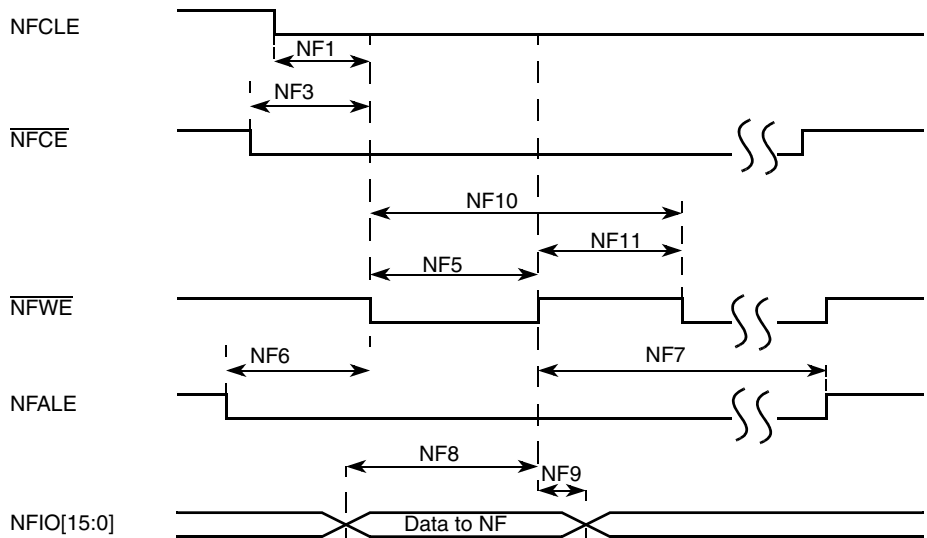 NFCLE
NF1
NF3
NFCE
NF10
NF11
NF5
NFWE
NF6
NF7
NFALE
NF8
NF9
NFIO[15:0]
Data to NF